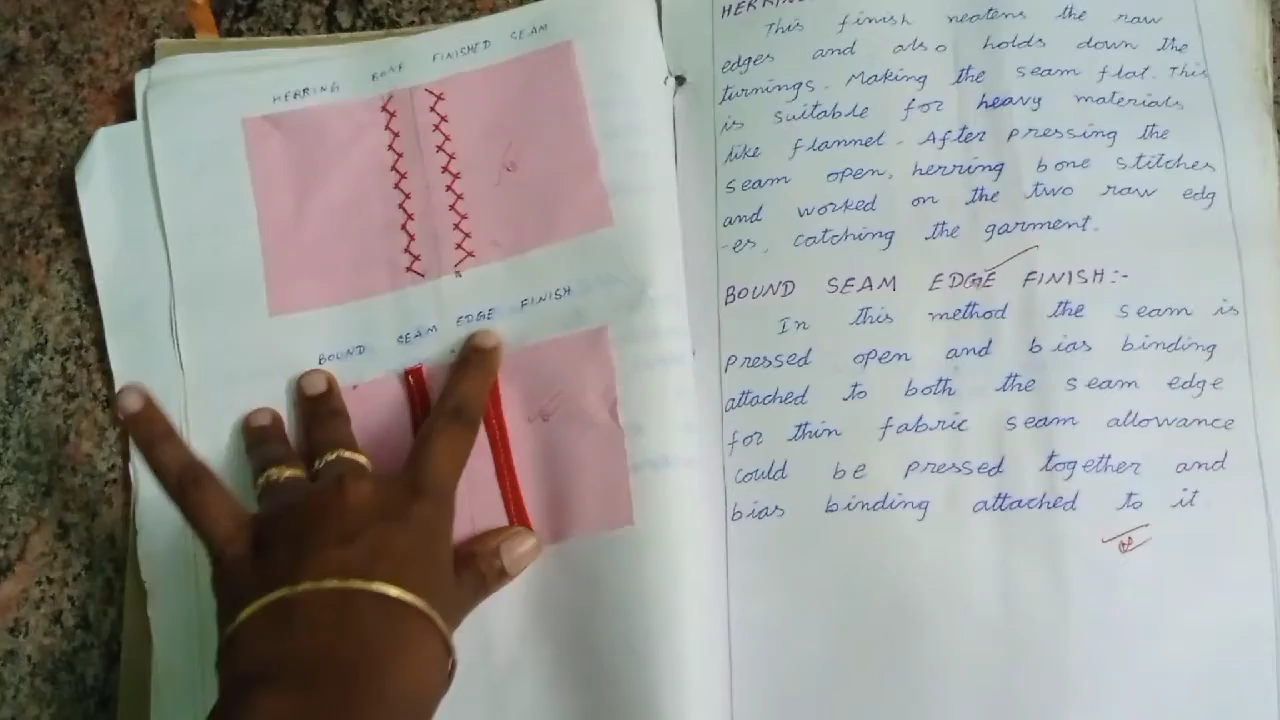 HERRING BONE FINISHED SEAM
BOUND SEAM EDGE FINISH
This finish neatens the raw
edges and also holds down the
turnings. Making the seam flat. This
is suitable for heavy materials
like flannel. After pressing the
seam open, herring bone stitches
and worked on the two raw edg
-es, catching the garment.
BOUND SEAM EDGE FINISH:-
In this method the seam is
pressed open and bias binding
attached to both the seam edge
for thin fabric seam allowance
could be pressed together and
bias binding attached to it